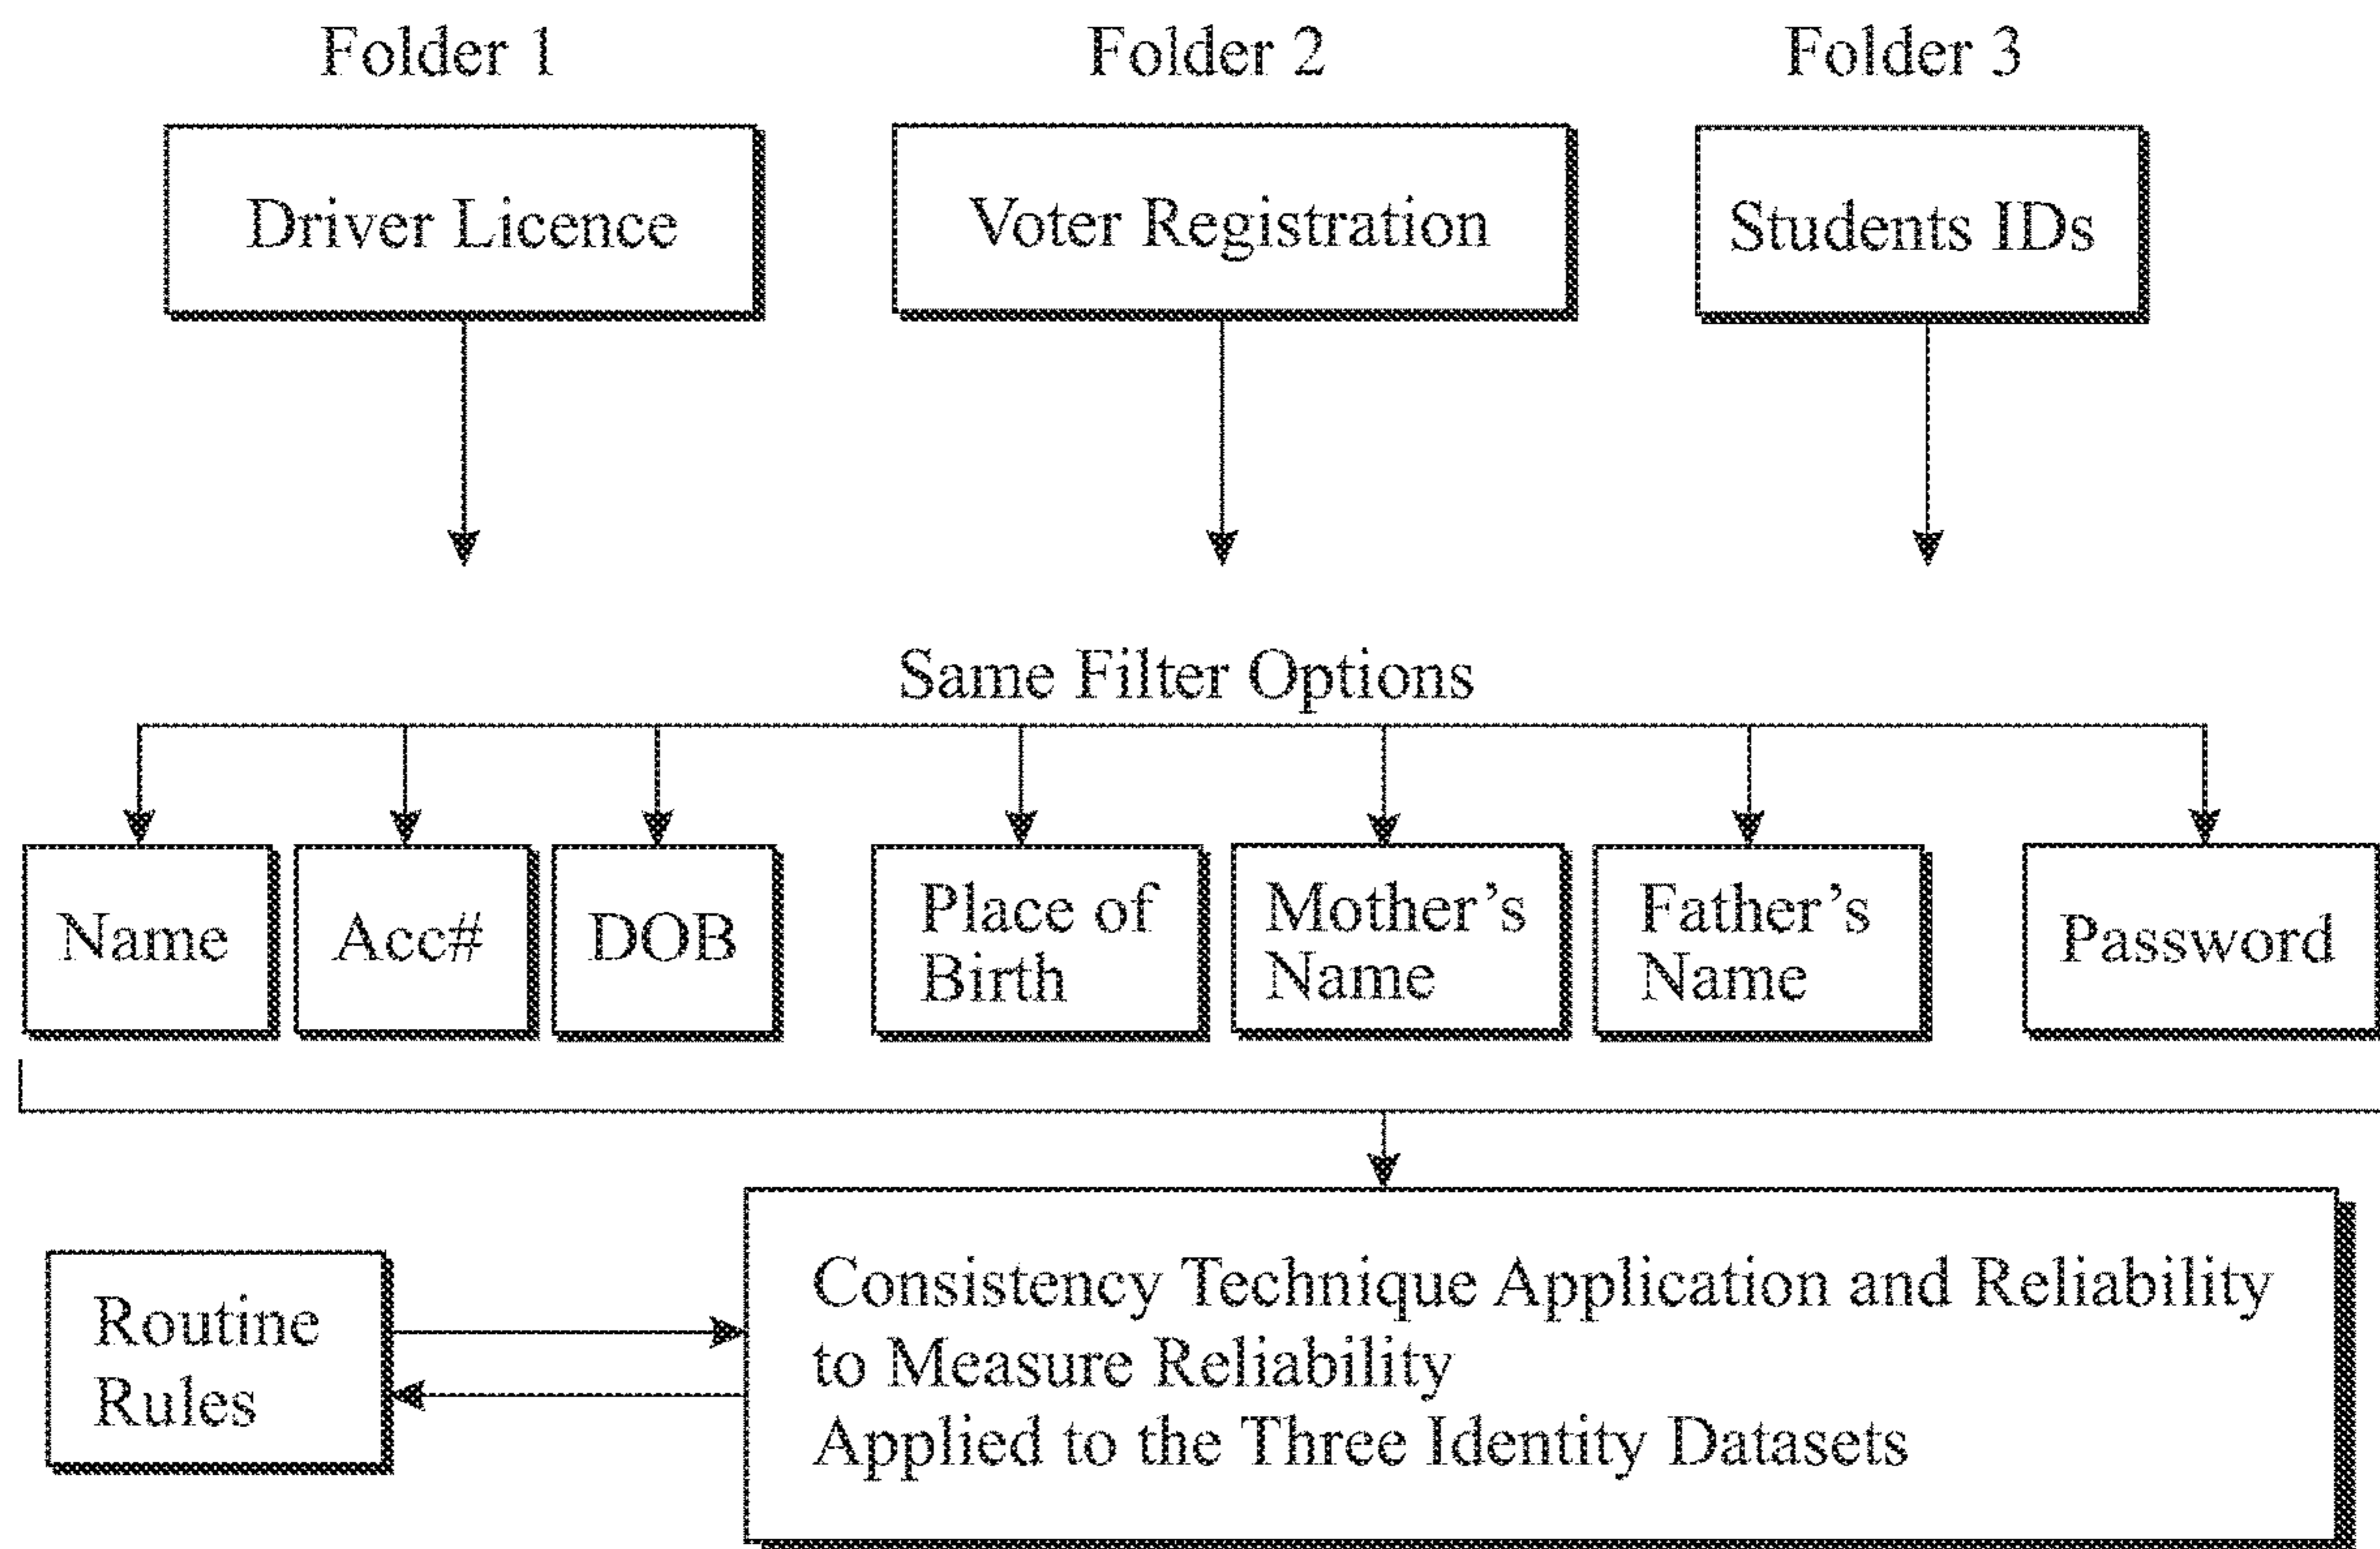 Folder 1
Folder 2
Folder 3
Driver Licence
Voter Registration
Students IDs
Same Filter Options
Name
Acc#
DOB
Place of
Birth
Mother’s
Name
Father’s
Name
Password
Routine
Rules
Consistency Technique Application and Reliability
to Measure Reliability
Applied to the Three Identity Datasets